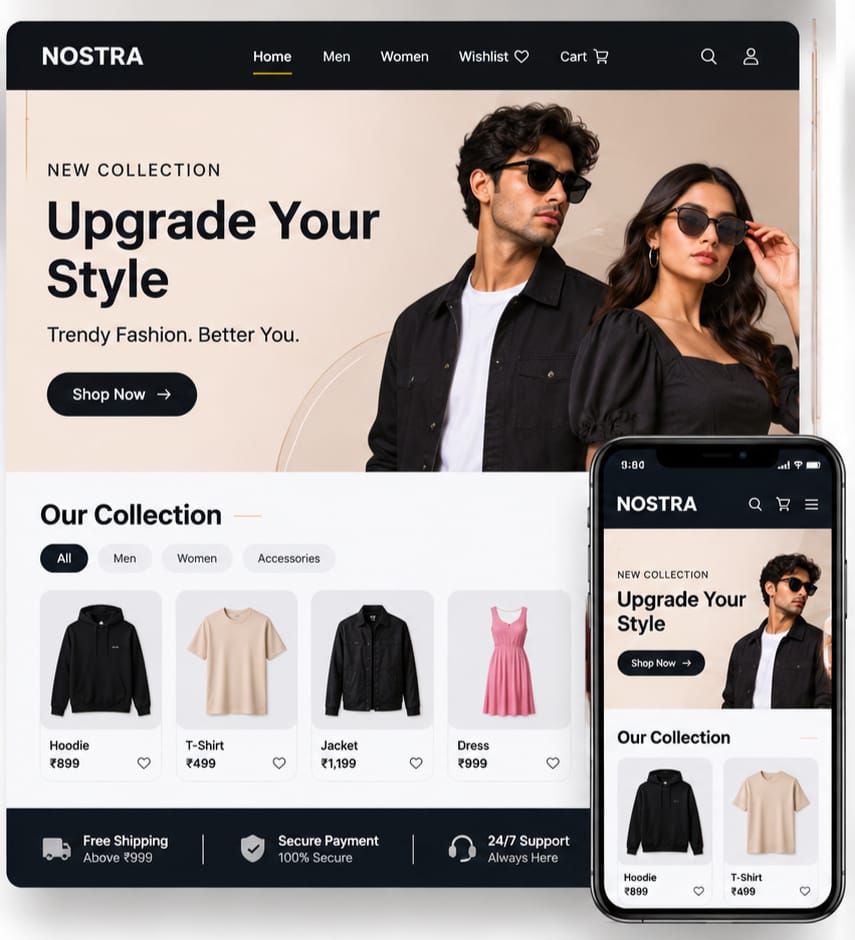 NOSTRA
Home Men Women Wishlist Cart
NEW COLLECTION
Upgrade Your
Style
Trendy Fashion. Better You.
Shop Now →
Our Collection
All Men Women Accessories
Hoodie
₹899
T-Shirt
₹499
Jacket
₹1,199
Dress
₹999
Free Shipping
Above ₹999
Secure Payment
100% Secure
24/7 Support
Always Here
NOSTRA
NEW COLLECTION
Upgrade Your
Style
Shop Now →
Our Collection
Hoodie
₹899
T-Shirt
₹499